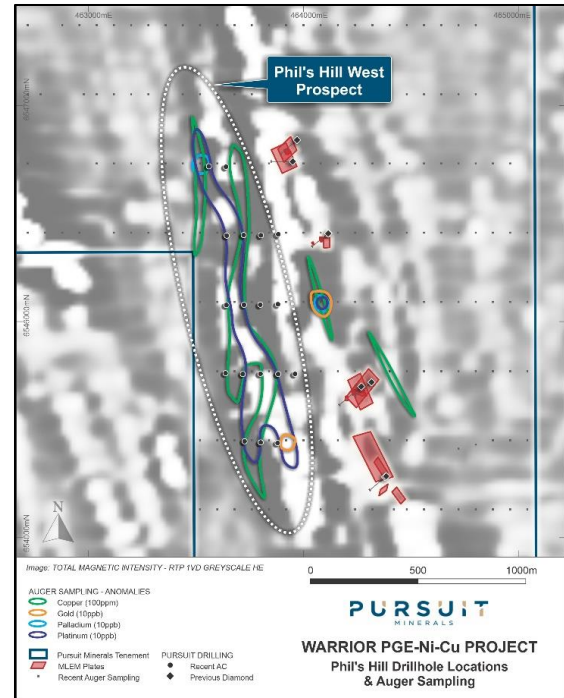 463000mE
464000mE
465000mE
Phil's Hill West
Prospect
6546000mN
N
Image: TOTAL MAGNETIC INTENSITY - RTP 1VD GREYSCALE HE
AUGER SAMPLING - ANOMALIES
Copper (100ppm)
Gold (10ppb)
Palladium (10ppb)
Platinum (10ppb)
Pursuit Minerals Tenement
MLEM Plates
Recent Auger Sampling
PURSUIT DRILLING
Recent AC
Previous Diamond
0 500 1000m
PURSUIT
MINERALS
WARRIOR PGE-Ni-Cu PROJECT
Phil's Hill Drillhole Locations
& Auger Sampling